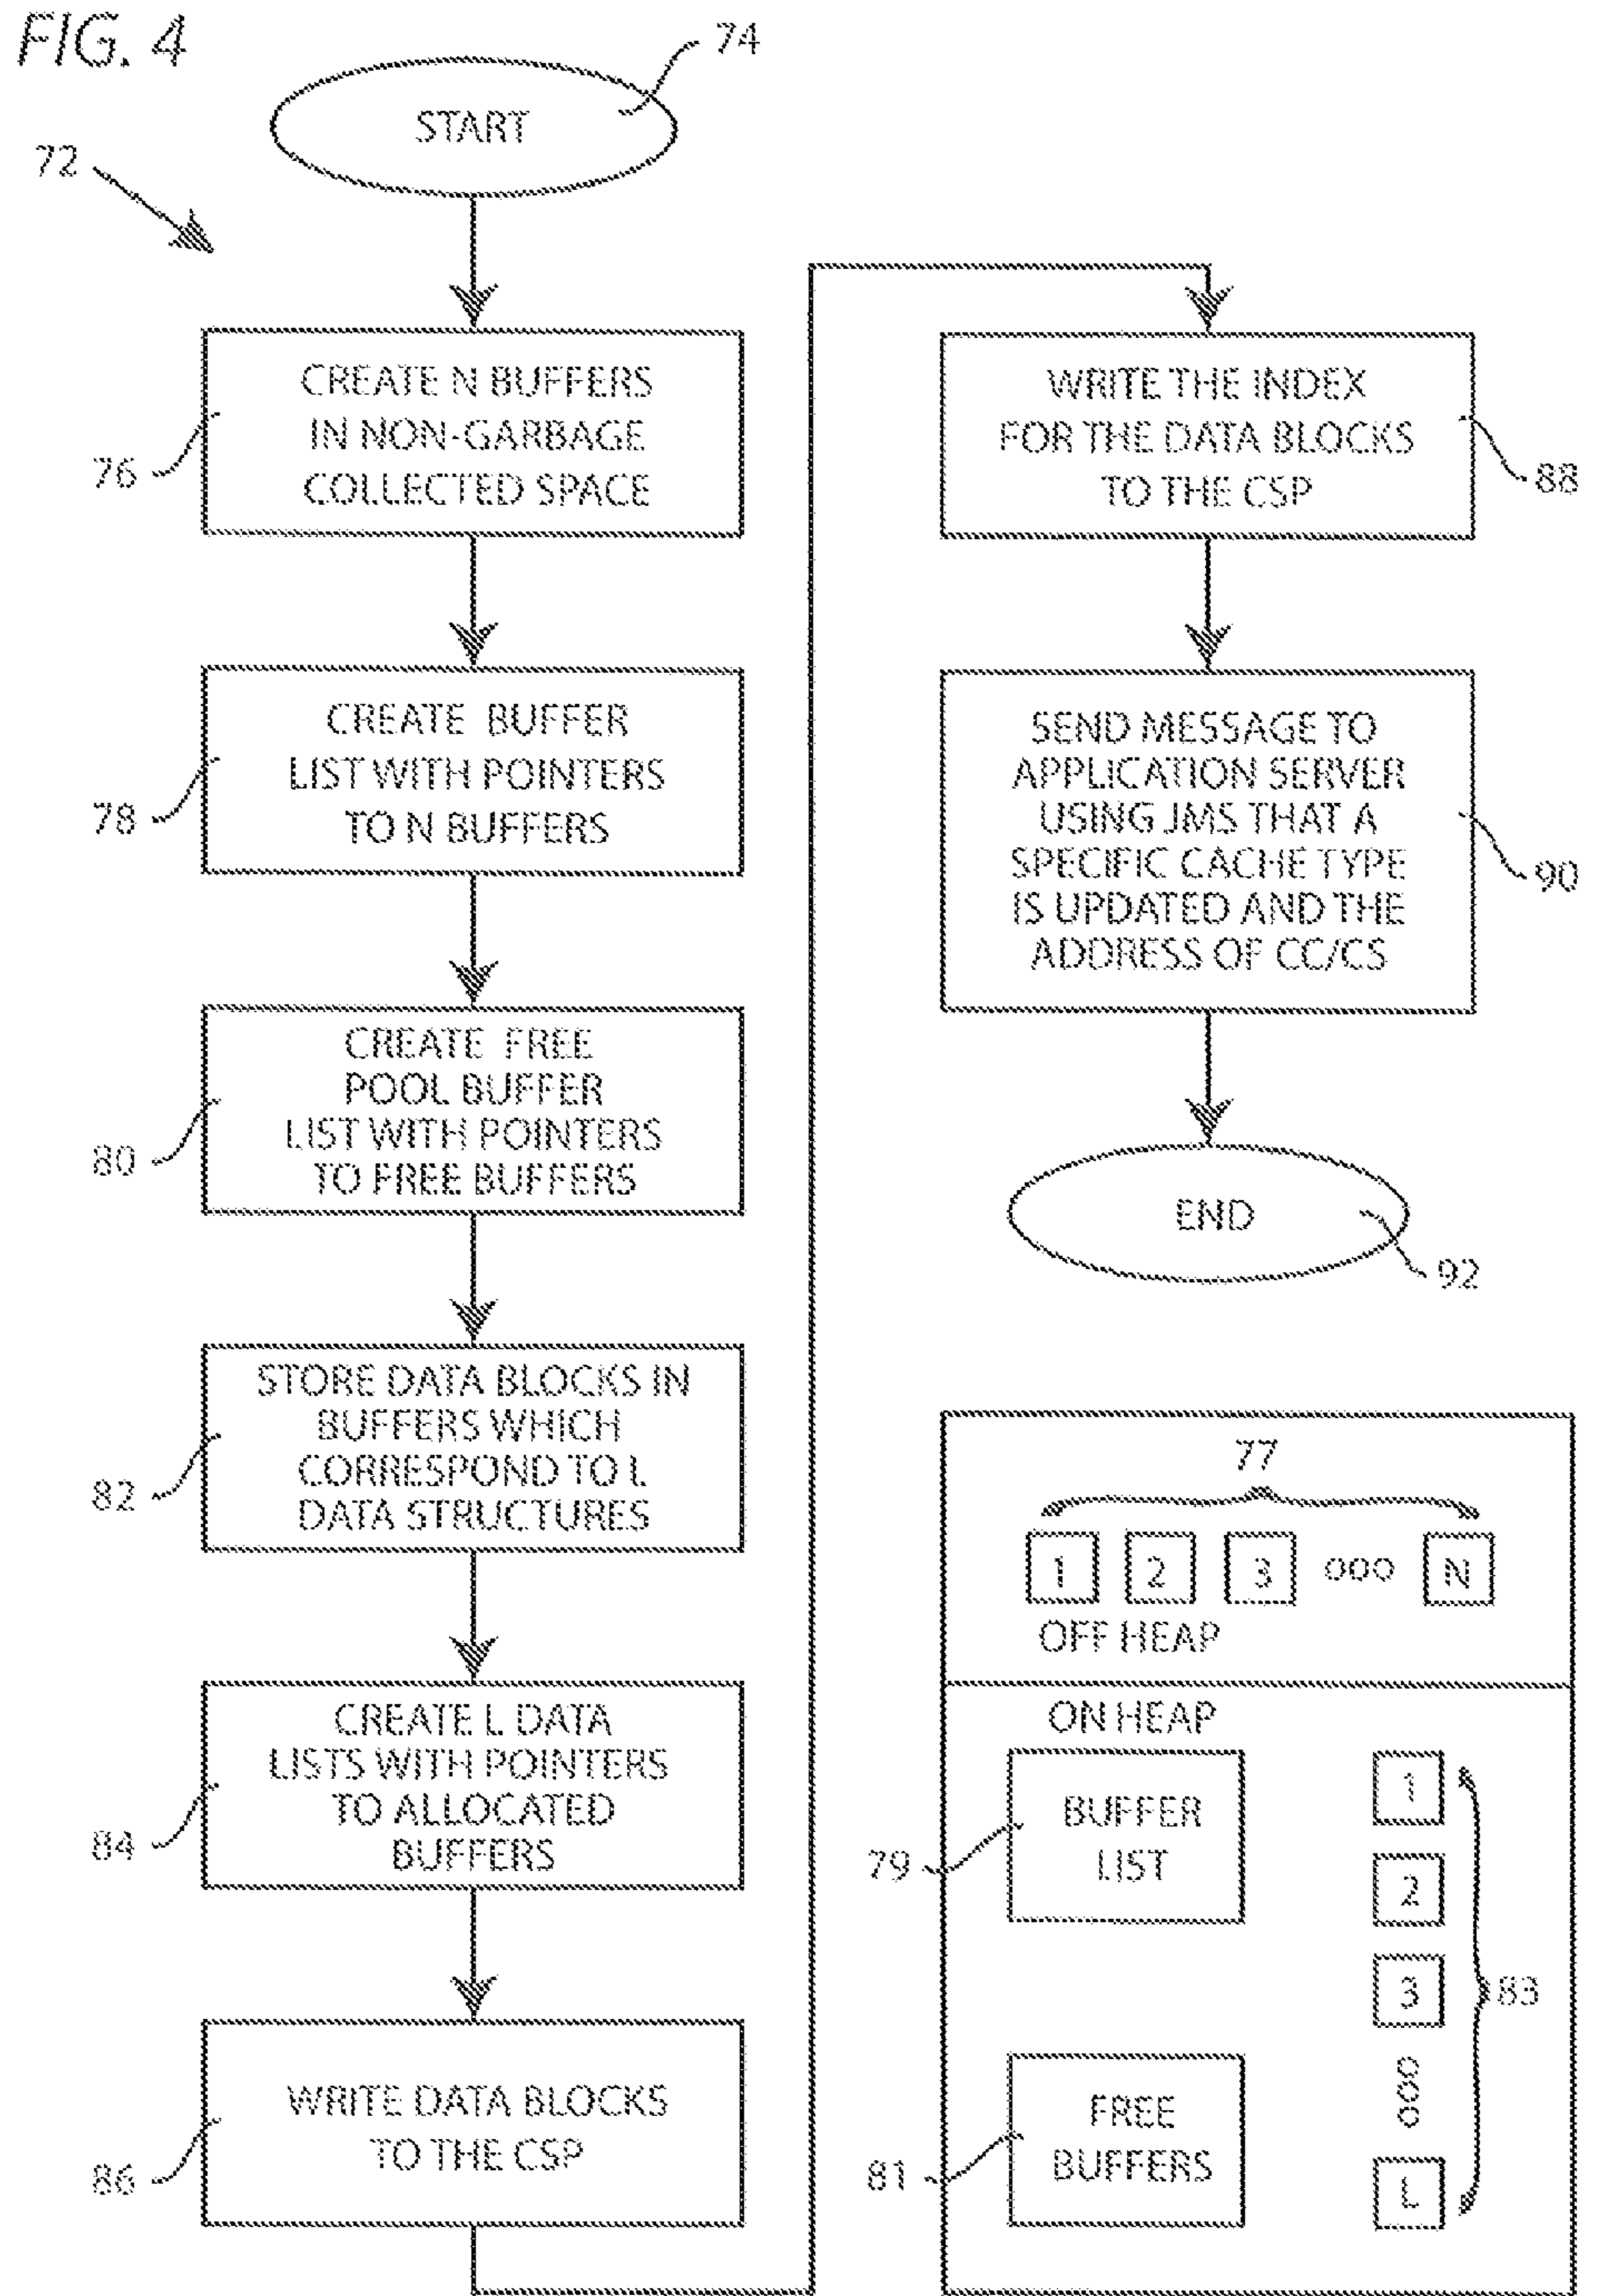 FIG. 4
74
START
72
CREATE N BUFFERS
IN NON-GARBAGE
COLLECTED SPACE
76
CREATE BUFFER
LIST WITH POINTERS
TO N BUFFERS
78
CREATE FREE
POOL BUFFER
LIST WITH POINTERS
TO FREE BUFFERS
80
STORE DATA BLOCKS IN
BUFFERS WHICH
CORRESPOND TO L
DATA STRUCTURES
82
CREATE L DATA
LISTS WITH POINTERS
TO ALLOCATED
BUFFERS
84
WRITE DATA BLOCKS
TO THE CSP
86
WRITE THE INDEX
FOR THE DATA BLOCKS
TO THE CSP
88
SEND MESSAGE TO
APPLICATION SERVER
USING JMS THAT A
SPECIFIC CACHE TYPE
IS UPDATED AND THE
ADDRESS OF CC/CS
90
END
92
77
1 2 3 ooo N
OFF HEAP
ON HEAP
BUFFER
LIST
79
FREE
BUFFERS
81
1
2
3
ooo
L
83